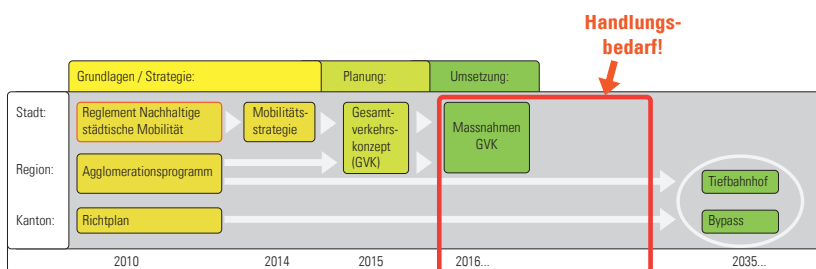 Handlungs-
bedarf!
Grundlagen / Strategie:
Planung:
Umsetzung:
Stadt:
Reglement Nachhaltige
städtische Mobilität
Mobilitäts-
strategie
Gesamt-
verkehrs-
konzept
(GVK)
Massnahmen
GVK
Region:
Agglomerationsprogramm
Tiefbahnhof
Kanton:
Richtplan
Bypass
2010
2014
2015
2016...
2035...